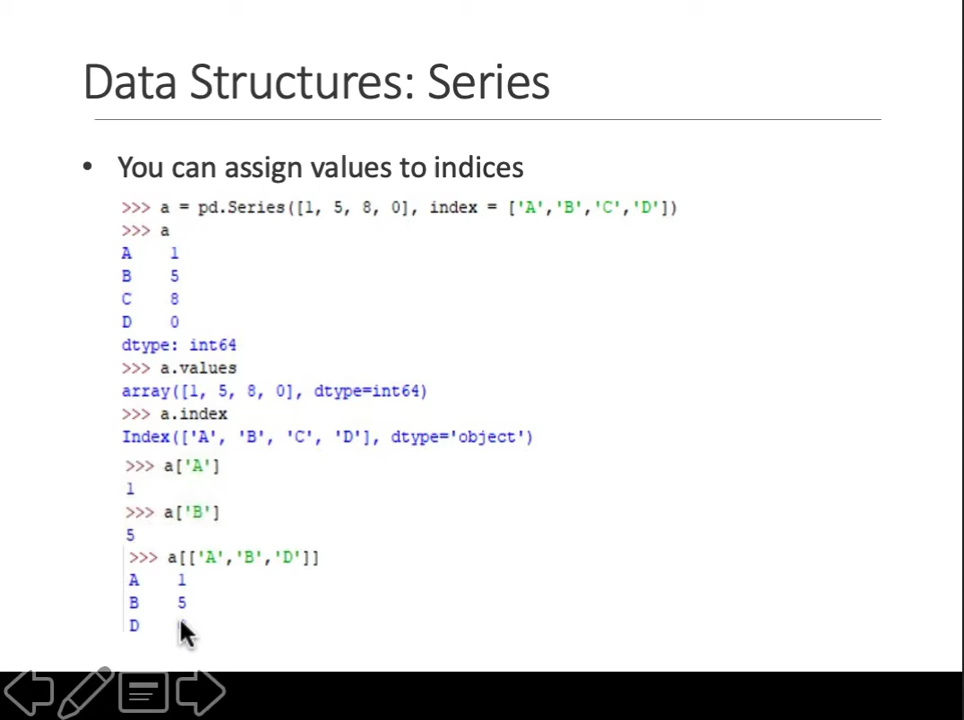 Data Structures: Series
• You can assign values to indices
>>> a = pd.Series([1, 5, 8, 0], index = ['A','B','C','D'])
>>> a
A 1
B 5
C 8
D 0
dtype: int64
>>> a.values
array([1, 5, 8, 0], dtype=int64)
>>> a.index
Index(['A', 'B', 'C', 'D'], dtype='object')
>>> a['A']
1
>>> a['B']
5
>>> a[['A','B','D']]
A 1
B 5
D